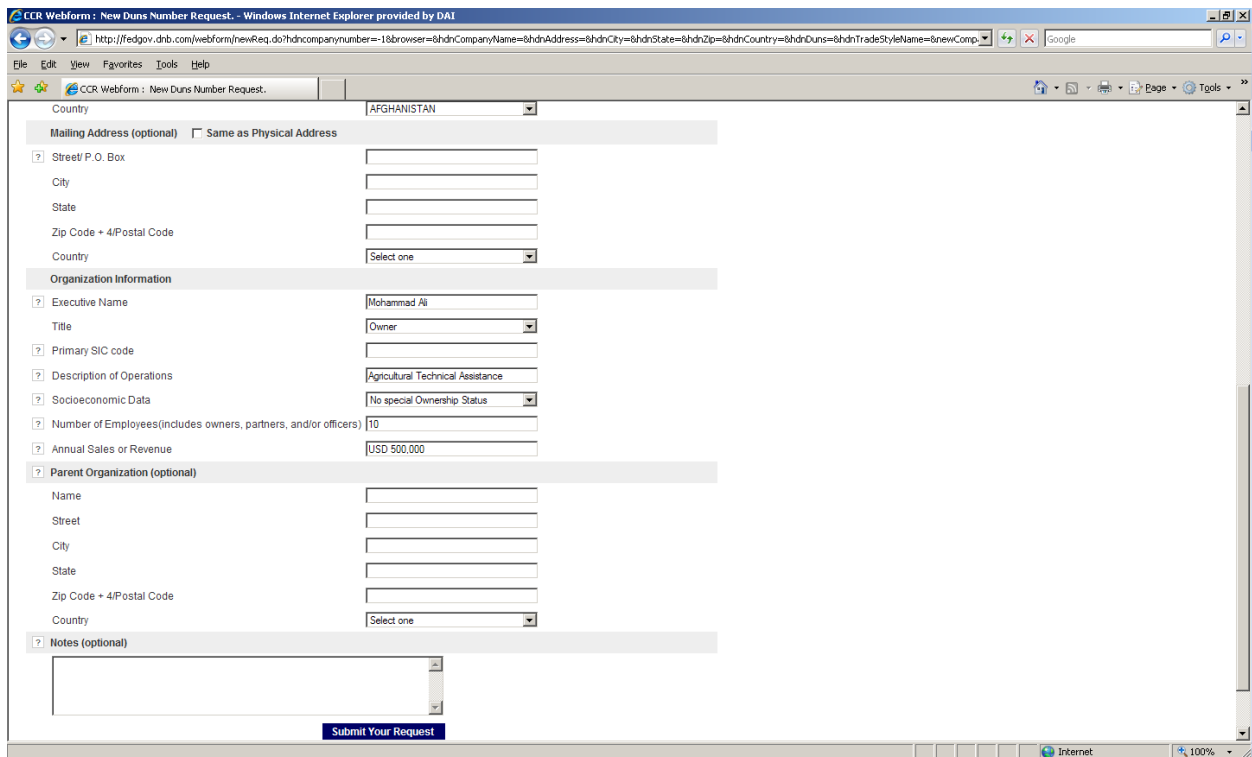 CCR Webform : New Duns Number Request. - Windows Internet Explorer provided by DAI
http://fedgov.dnb.com/webform/newReq.do?hdncompanynumber=-1&browser=&hdnCompanyName=&hdnAddress=&hdnCity=&hdnState=&hdnZip=&hdnCountry=&hdnDuns=&hdnTradeStyleName=&newComp Google
File Edit View Favorites Tools Help
CCR Webform : New Duns Number Request. Page Tools »
Country AFGHANISTAN
Mailing Address (optional) Same as Physical Address
? Street/ P.O. Box
City
State
Zip Code + 4/Postal Code
Country Select one
Organization Information
? Executive Name Mohammad Ali
Title Owner
? Primary SIC code
? Description of Operations Agricultural Technical Assistance
? Socioeconomic Data No special Ownership Status
? Number of Employees(includes owners, partners, and/or officers) 10
? Annual Sales or Revenue USD 500,000
? Parent Organization (optional)
Name
Street
City
State
Zip Code + 4/Postal Code
Country Select one
? Notes (optional)
Submit Your Request
Internet 100%